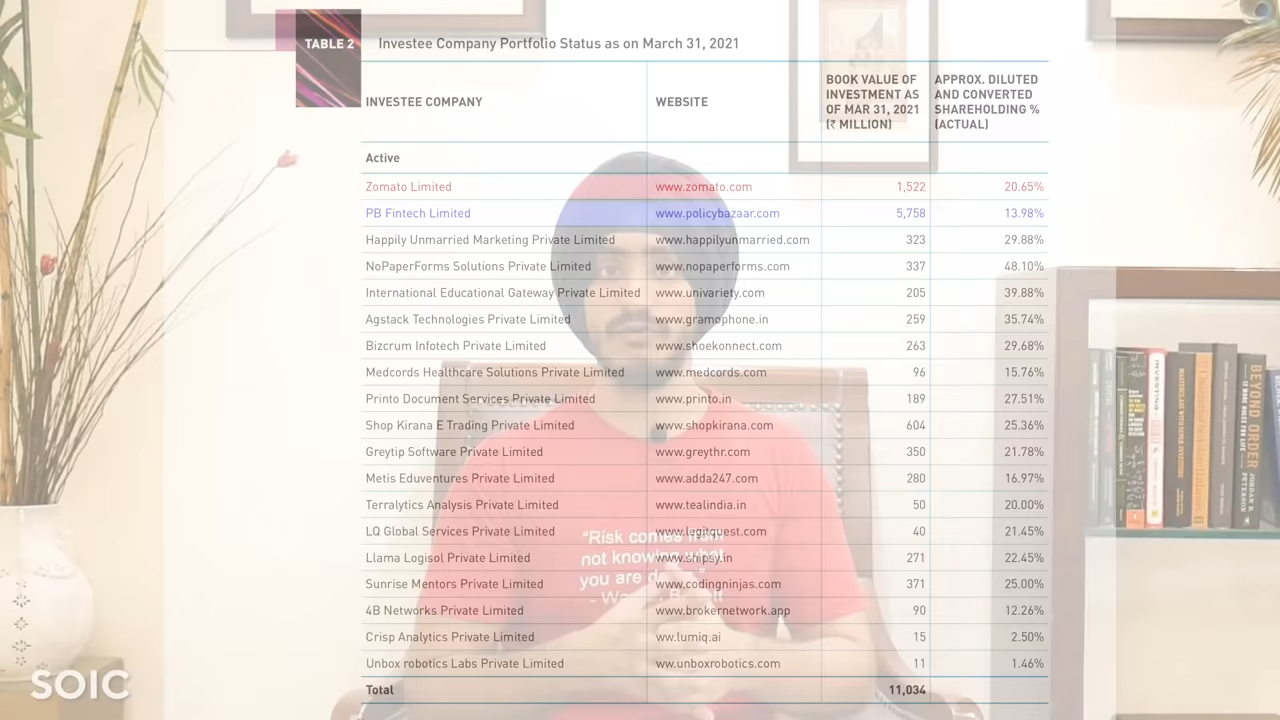 TABLE 2
Investee Company Portfolio Status as on March 31, 2021
INVESTEE COMPANY WEBSITE BOOK VALUE OF INVESTMENT AS OF MAR 31, 2021 (₹ MILLION) APPROX. DILUTED AND CONVERTED SHAREHOLDING % (ACTUAL)
Active
Zomato Limited www.zomato.com 1,522 20.65%
PB Fintech Limited www.policybazaar.com 5,758 13.98%
Happily Unmarried Marketing Private Limited www.happilyunmarried.com 323 29.88%
NoPaperForms Solutions Private Limited www.nopaperforms.com 337 48.10%
International Educational Gateway Private Limited www.univariety.com 205 39.88%
Agstack Technologies Private Limited www.gramophone.in 259 35.74%
Bizcrum Infotech Private Limited www.shoekonnect.com 263 29.68%
Medcords Healthcare Solutions Private Limited www.medcords.com 96 15.76%
Printo Document Services Private Limited www.printo.in 189 27.51%
Shop Kirana E Trading Private Limited www.shopkirana.com 604 25.36%
Greytip Software Private Limited www.greythr.com 350 21.78%
Metis Eduventures Private Limited www.adda247.com 280 16.97%
Terralytics Analysis Private Limited www.tealindia.in 50 20.00%
LQ Global Services Private Limited www.legitquest.com 40 21.45%
Llama Logisol Private Limited www.shipsy.in 271 22.45%
Sunrise Mentors Private Limited www.codingninjas.com 371 25.00%
4B Networks Private Limited www.brokernetwork.app 90 12.26%
Crisp Analytics Private Limited ww.lumiq.ai 15 2.50%
Unbox robotics Labs Private Limited ww.unboxrobotics.com 11 1.46%
Total 11,034
"Risk comes from
not knowing what
you are
SOIC
INVESTING
BEYOND ORDER
JORDAN B. PETERSON